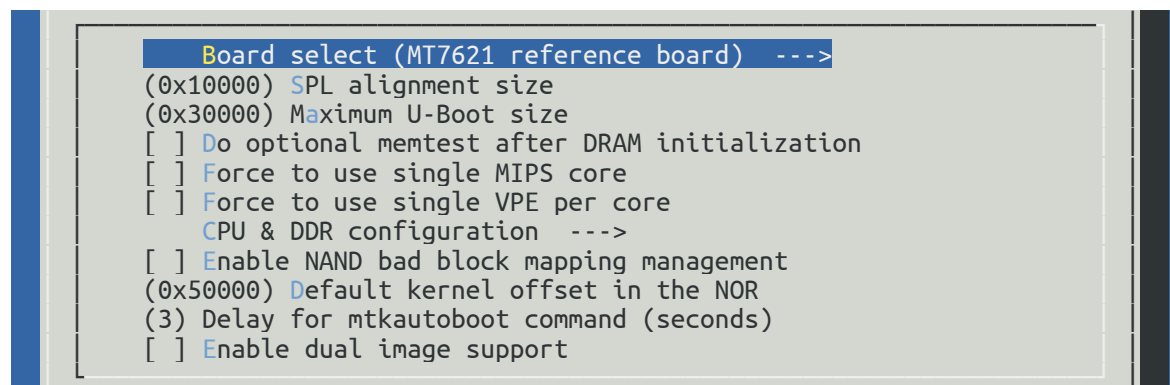 Board select (MT7621 reference board)  --->
(0x10000) SPL alignment size
(0x30000) Maximum U-Boot size
[ ] Do optional memtest after DRAM initialization
[ ] Force to use single MIPS core
[ ] Force to use single VPE per core
CPU & DDR configuration  --->
[ ] Enable NAND bad block mapping management
(0x50000) Default kernel offset in the NOR
(3) Delay for mtkautoboot command (seconds)
[ ] Enable dual image support